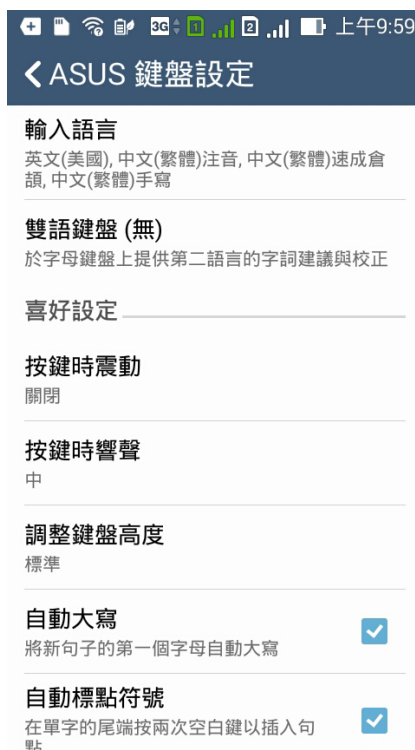 3G 1 2 上午9:59
ASUS 鍵盤設定
輸入語言
英文(美國), 中文(繁體)注音, 中文(繁體)速成倉
頡, 中文(繁體)手寫
雙語鍵盤 (無)
於字母鍵盤上提供第二語言的字詞建議與校正
喜好設定
按鍵時震動
關閉
按鍵時響聲
中
調整鍵盤高度
標準
自動大寫
將新句子的第一個字母自動大寫
自動標點符號
在單字的尾端按兩次空白鍵以插入句
點